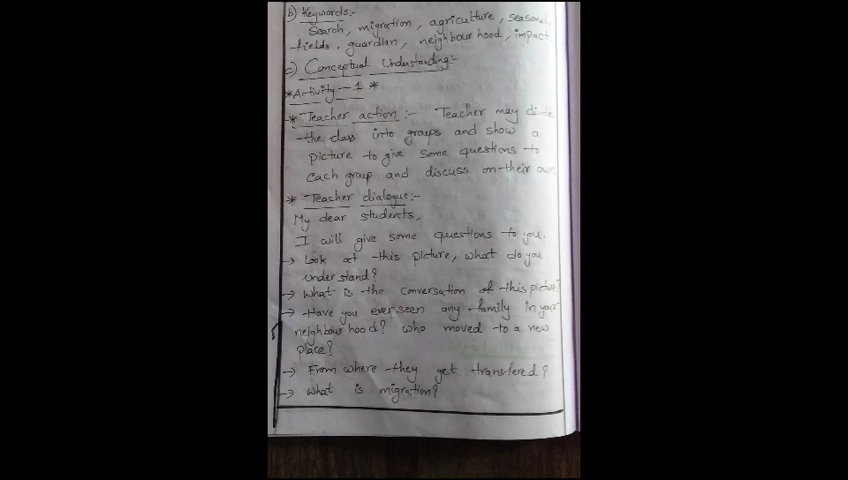 b) Keywords:-
Search, migration, agriculture, seasonal
fields, guardian, neighbourhood, impact
c) Conceptual Understanding:-
*Activity-1*
* Teacher action:- Teacher may divide
the class into groups and show a
picture to give some questions to
each group and discuss on their own
* Teacher dialogue:-
My dear students,
I will give some questions to you.
→ Look at this picture, what do you
understand?
→ What is the conversation of this picture?
→ Have you ever seen any family in your
neighbourhood? who moved to a new
place?
→ From where they get transfered?
→ What is migration?